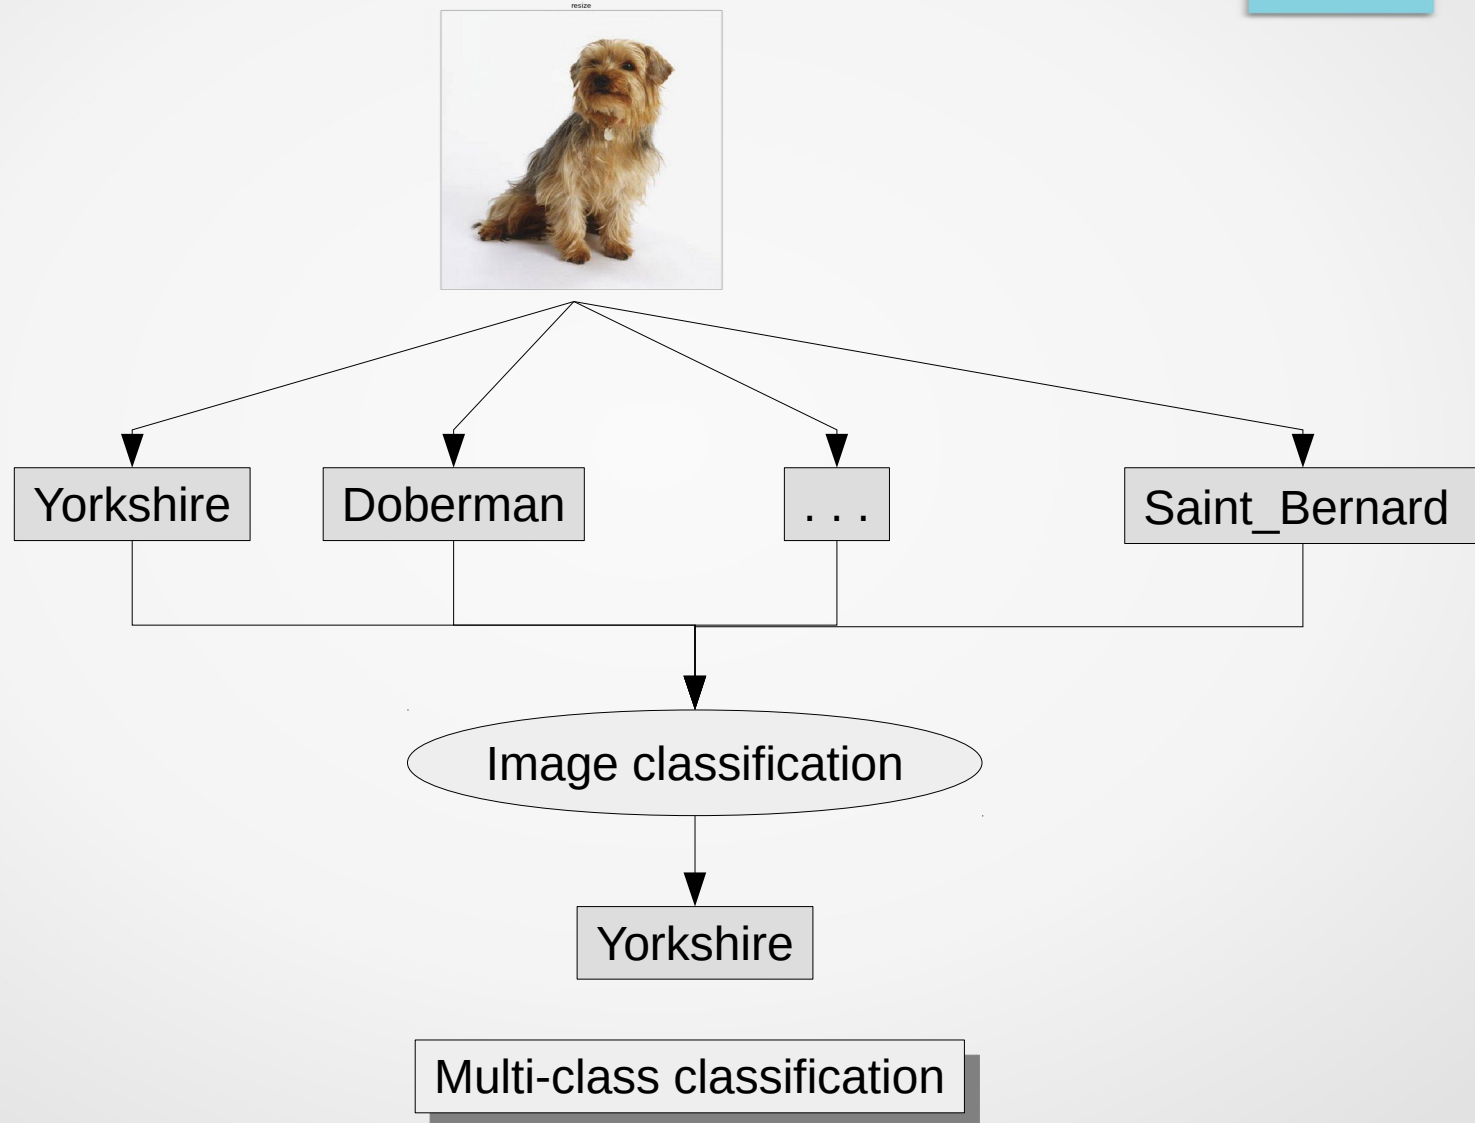 resize
Yorkshire
Doberman
. . .
Saint_Bernard
Image classification
Yorkshire
Multi-class classification